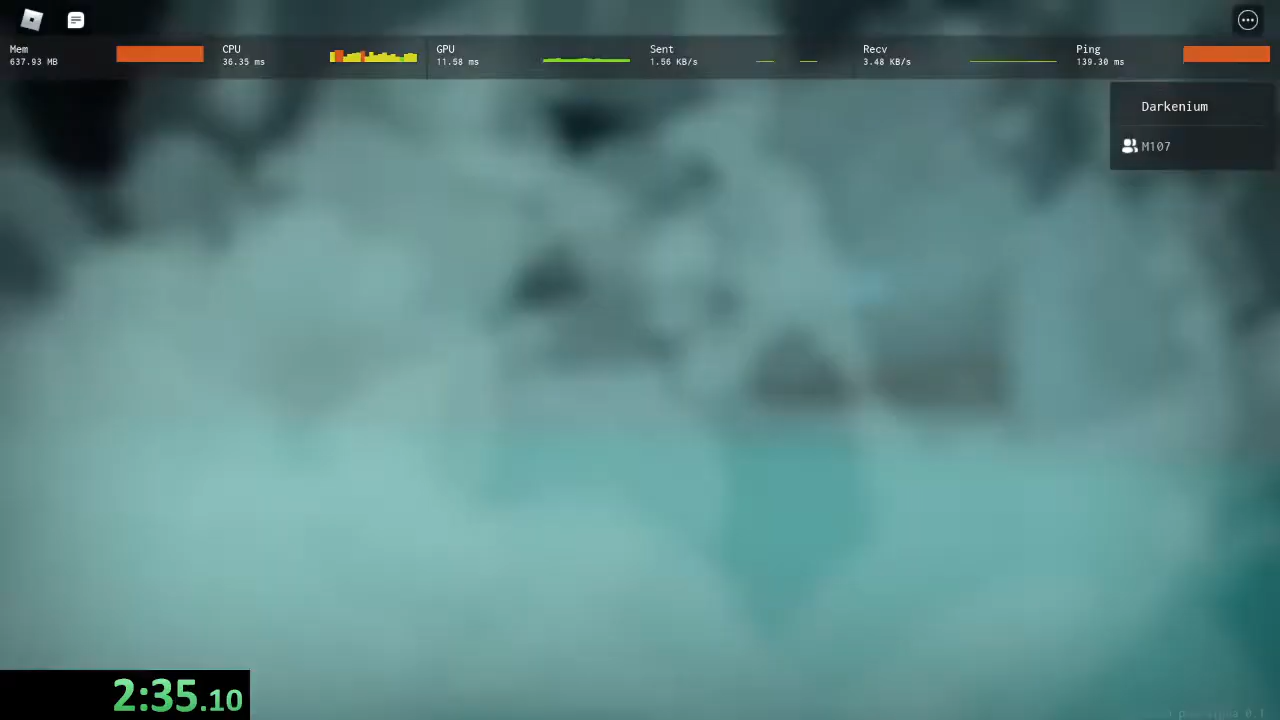 Mem
637.93 MB
CPU
36.35 ms
GPU
11.58 ms
Sent
1.56 KB/s
Recv
3.48 KB/s
Ping
139.30 ms
Darkenium
M107
2:35.10